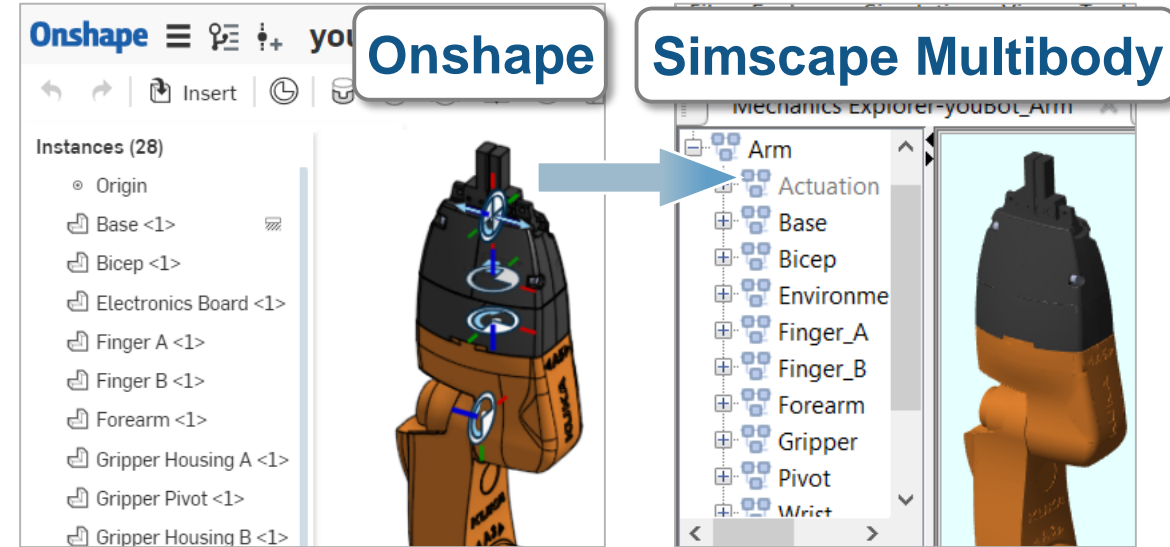 Onshape
you
Onshape
Simscape Multibody
Insert
Mechanics Explorer-youBot_Arm
Instances (28)
Origin
Base <1>
Bicep <1>
Electronics Board <1>
Finger A <1>
Finger B <1>
Forearm <1>
Gripper Housing A <1>
Gripper Pivot <1>
Gripper Housing B <1>
KUKA
KUKA
Arm
Actuation
Base
Bicep
Environme
Finger_A
Finger_B
Forearm
Gripper
Pivot
Wrist